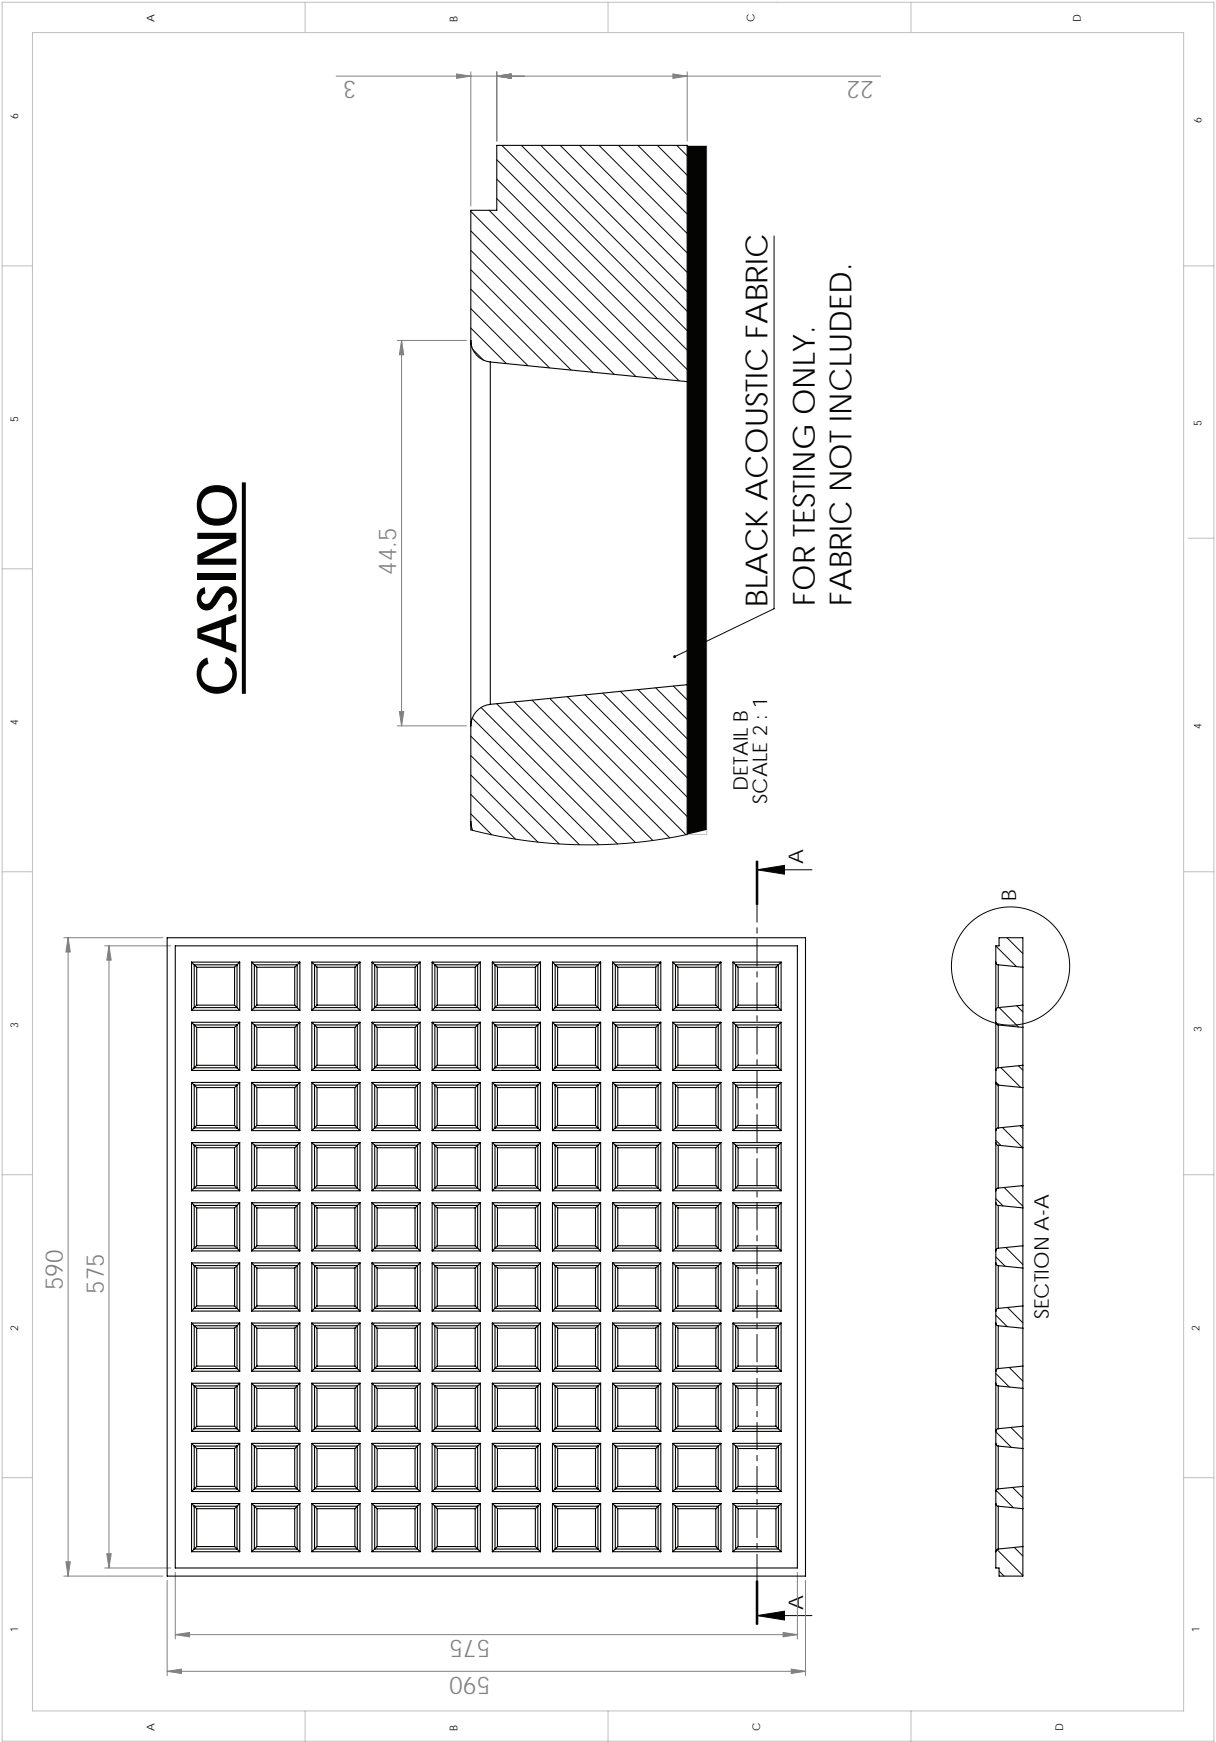 A
B
C
D
6
6
3
22
5
5
CASINO
44.5
BLACK ACOUSTIC FABRIC
FOR TESTING ONLY.
FABRIC NOT INCLUDED.
4
4
DETAIL B
SCALE 2 : 1
A
B
590
575
3
3
2
2
SECTION A-A
1
1
A
575
590
A
B
C
D